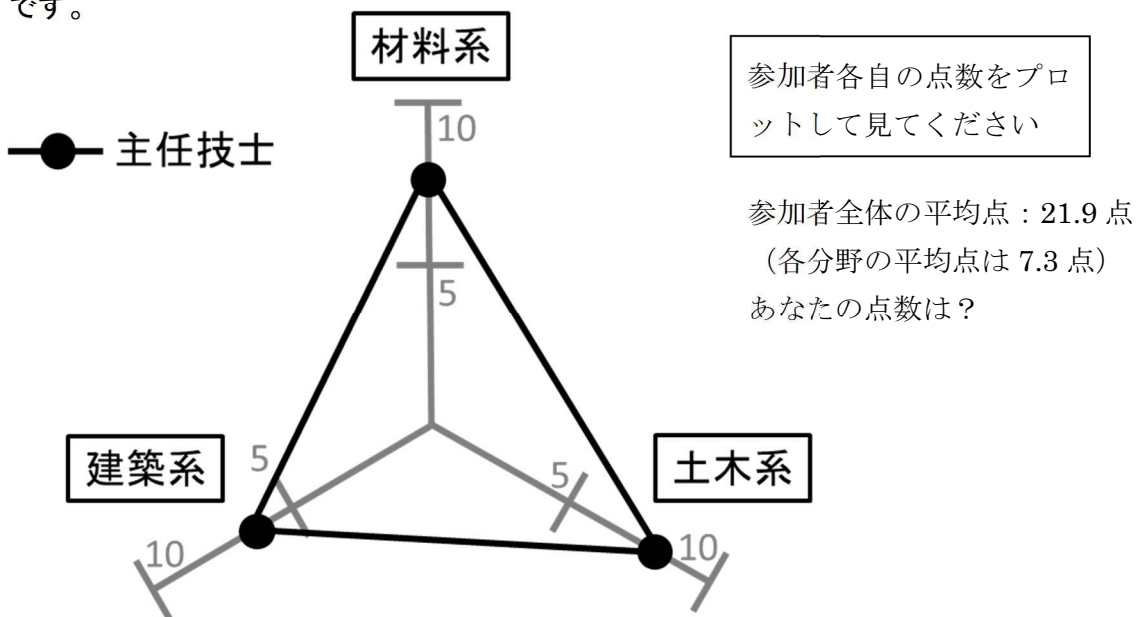 です。
材料系
10
主任技士
5
建築系
5
10
土木系
5
10
参加者各自の点数をプロ
ットして見てください
参加者全体の平均点：21.9 点
（各分野の平均点は 7.3 点）
あなたの点数は？